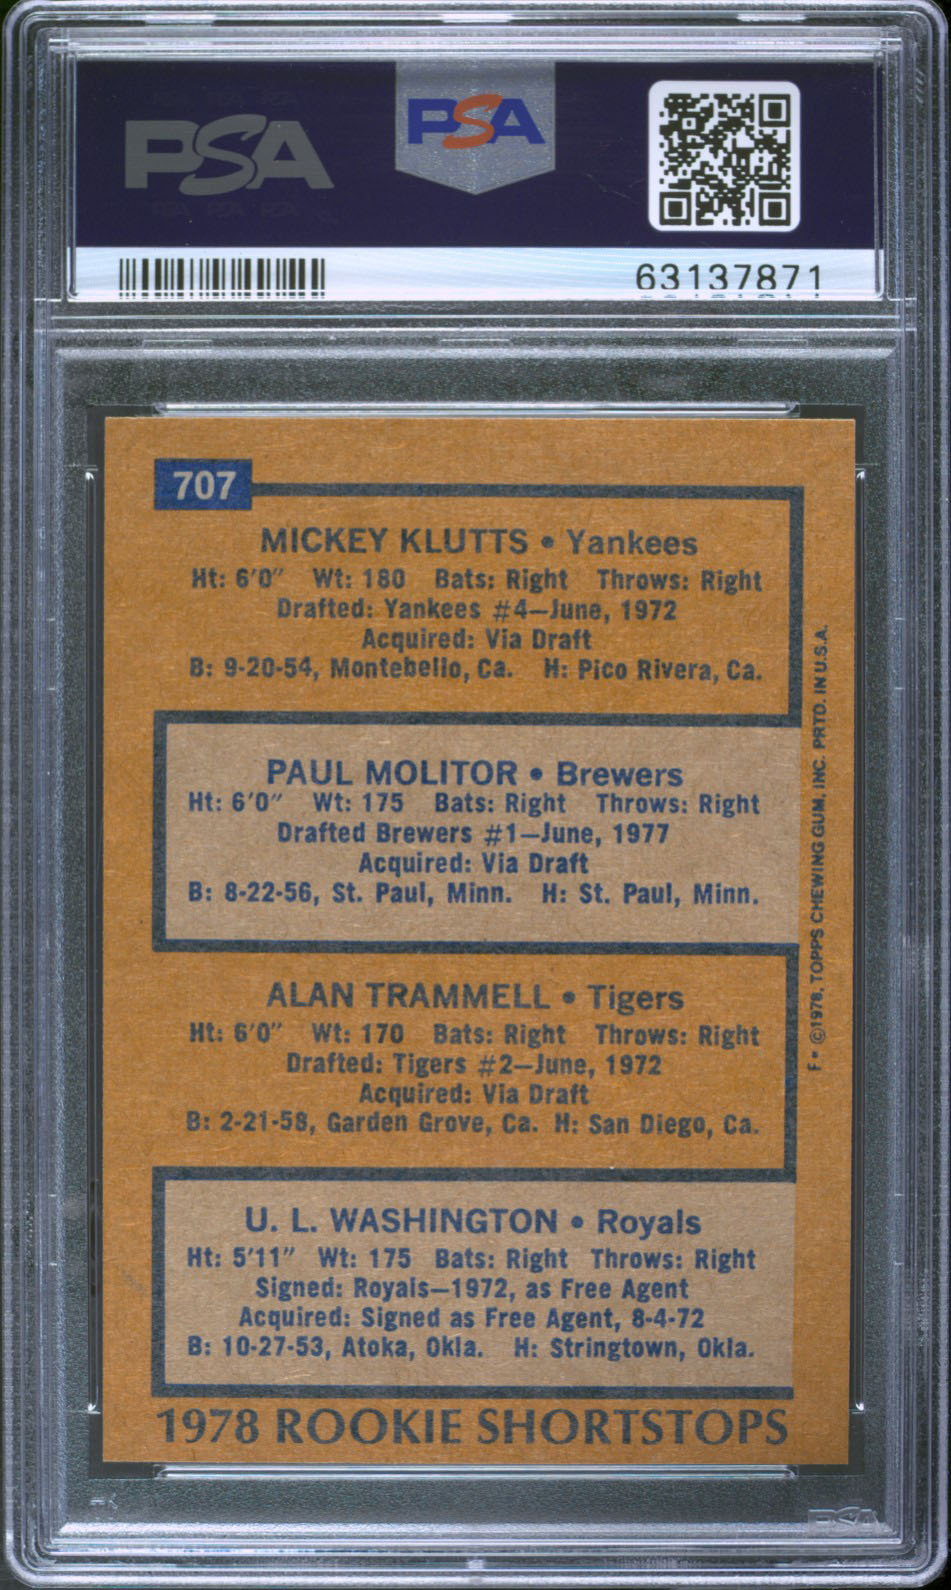 PSA
PSA
63137871
707
MICKEY KLUTTS • Yankees
Ht: 6'0" Wt: 180 Bats: Right Throws: Right
Drafted: Yankees #4—June, 1972
Acquired: Via Draft
B: 9-20-54, Montebello, Ca. H: Pico Rivera, Ca.
PAUL MOLITOR • Brewers
Ht: 6'0" Wt: 175 Bats: Right Throws: Right
Drafted Brewers #1—June, 1977
Acquired: Via Draft
B: 8-22-56, St. Paul, Minn. H: St. Paul, Minn.
ALAN TRAMMELL • Tigers
Ht: 6'0" Wt: 170 Bats: Right Throws: Right
Drafted: Tigers #2—June, 1972
Acquired: Via Draft
B: 2-21-58, Garden Grove, Ca. H: San Diego, Ca.
U. L. WASHINGTON • Royals
Ht: 5'11" Wt: 175 Bats: Right Throws: Right
Signed: Royals—1972, as Free Agent
Acquired: Signed as Free Agent, 8-4-72
B: 10-27-53, Atoka, Okla. H: Stringtown, Okla.
1978 ROOKIE SHORTSTOPS
F• ©1978, TOPPS CHEWING GUM, INC. PRTD. IN U.S.A.
PSA